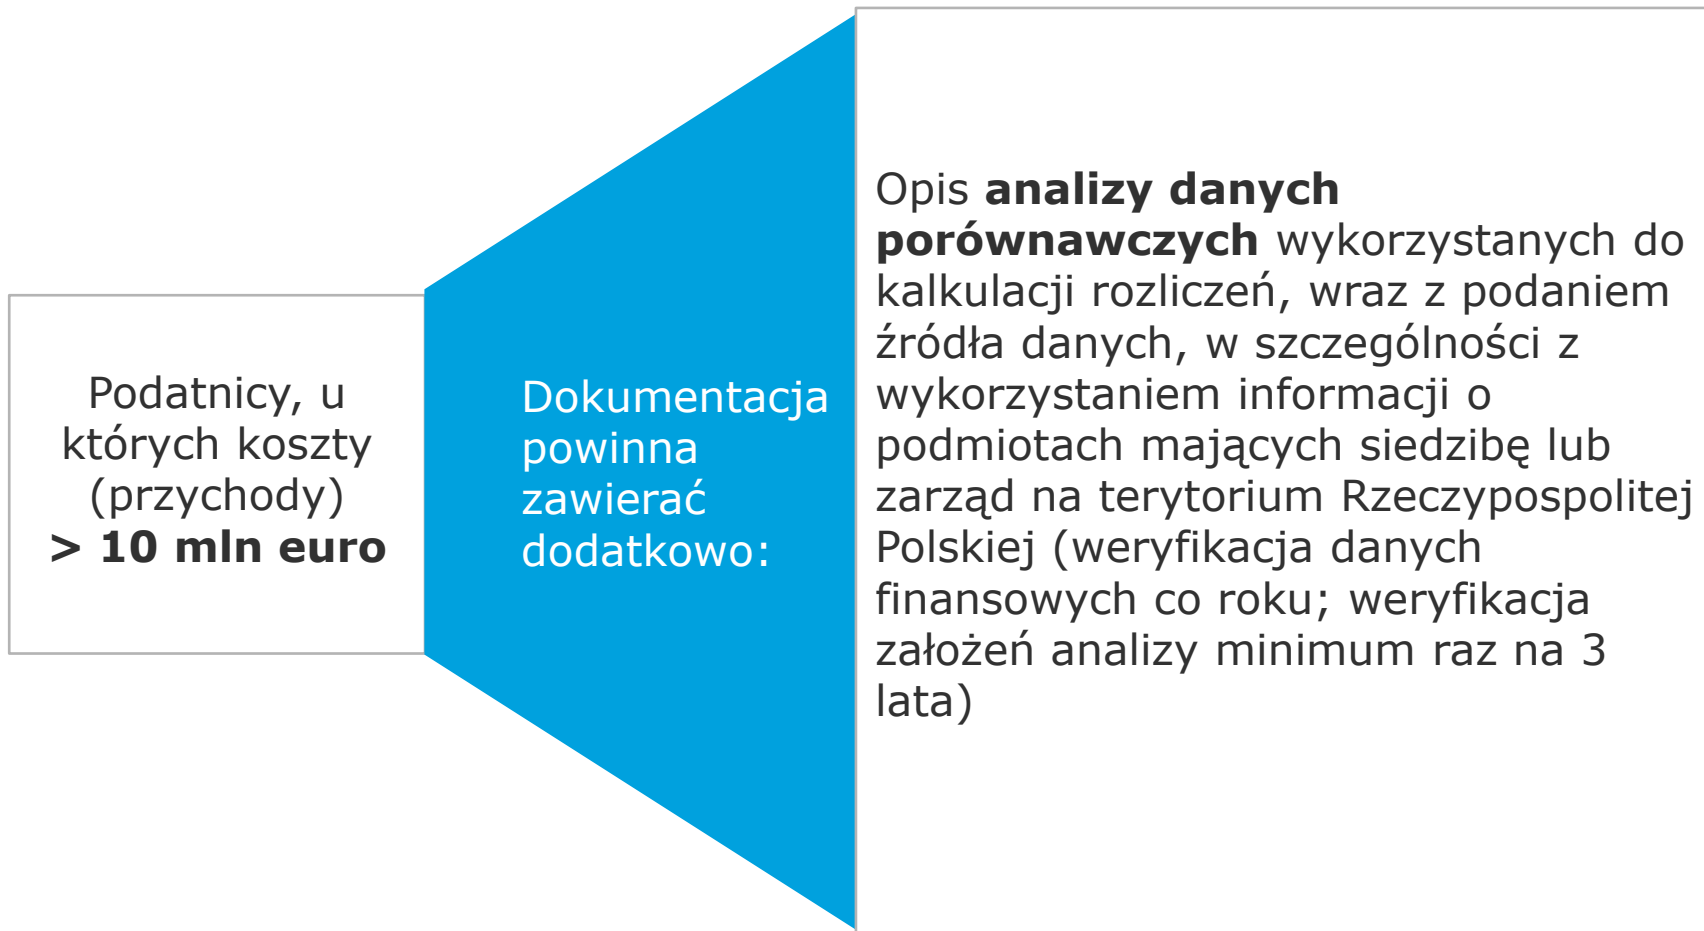 Podatnicy, u
których koszty
(przychody)
> 10 mln euro
Dokumentacja
powinna
zawierać
dodatkowo:
Opis analizy danych
porównawczych wykorzystanych do
kalkulacji rozliczeń, wraz z podaniem
źródła danych, w szczególności z
wykorzystaniem informacji o
podmiotach mających siedzibę lub
zarząd na terytorium Rzeczypospolitej
Polskiej (weryfikacja danych
finansowych co roku; weryfikacja
założeń analizy minimum raz na 3
lata)